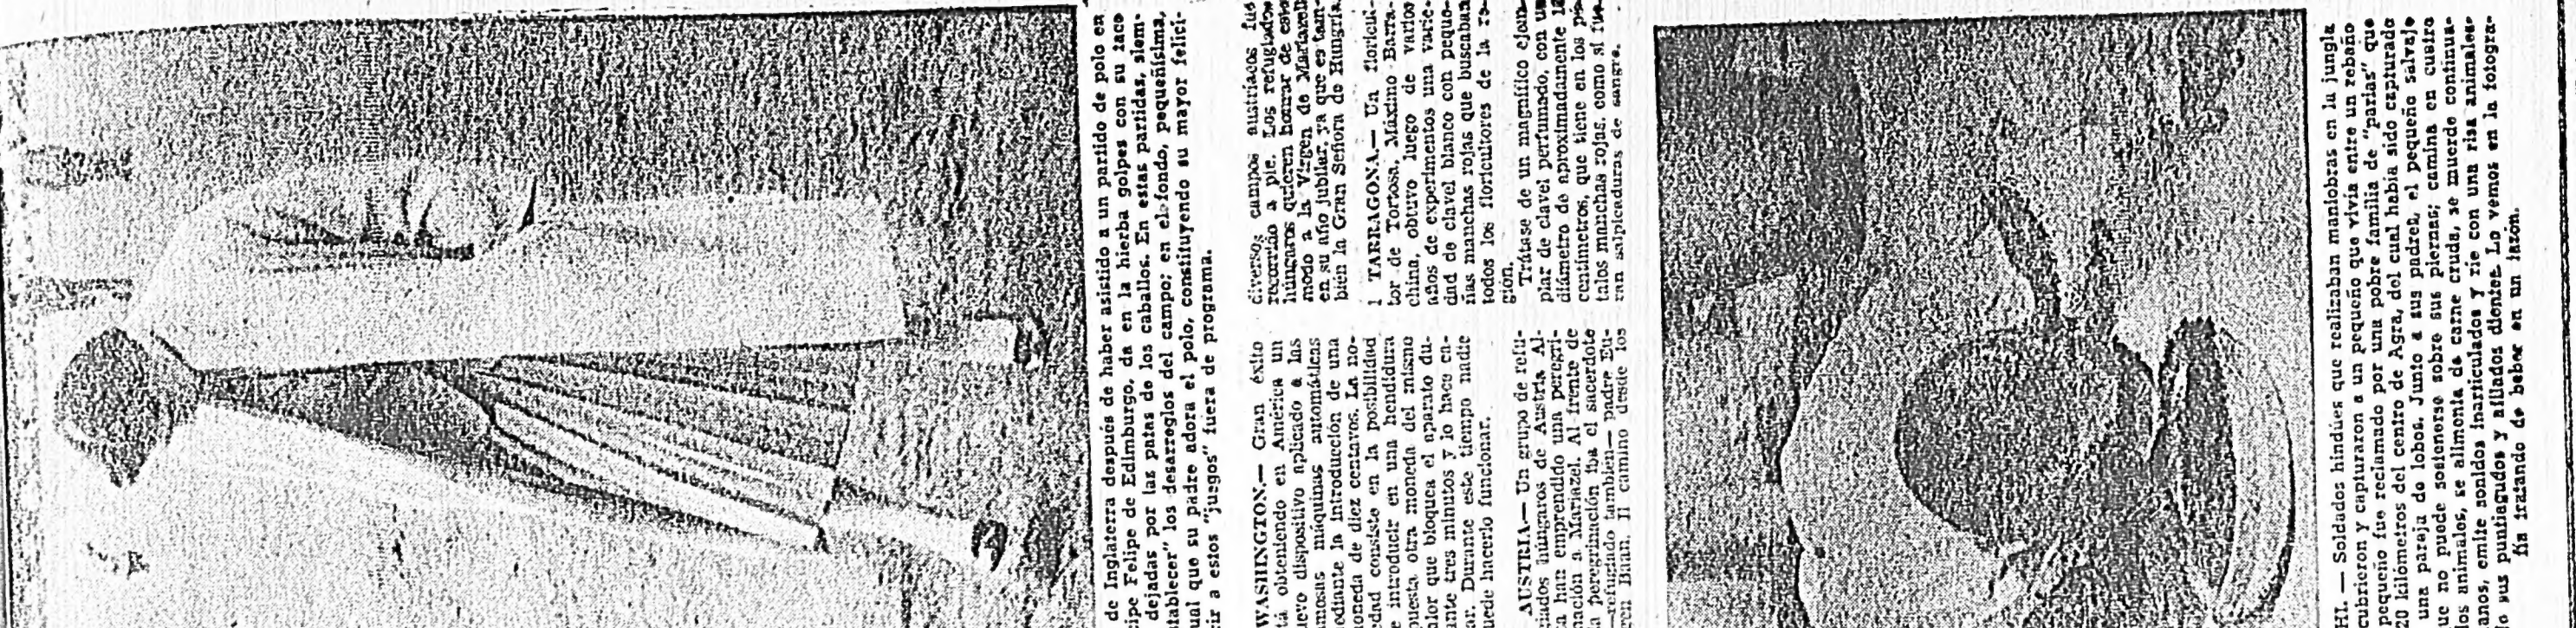 de Inglaterra después de haber asistido a un partido de polo en
ipe Felipe de Edimburgo, da en la hierba golpes con su taco
dejadas por las patas de los caballos. En estas partidas, siem-
tablecer" los desarreglos del campo; en el fondo, pequeñísima,
ual que su padre adora el polo, constituyendo su mayor felici-
ir a estos "juegos" fuera de programa.
WASHINGTON.— Gran éxito
tá obteniendo en América un
uevo dispositivo aplicado a las
amosas máquinas automáticas
mediante la introducción de una
moneda de diez centavos. La no-
edad consiste en la posibilidad
e introducir en una hendidura
puesta otra moneda del mismo
alor que bloquea el aparato du-
ante tres minutos y lo hace en-
ar. Durante este tiempo nadie
uede hacerlo funcionar.
AUSTRIA— Un grupo de refu-
giados húngaros de Austria Al-
a han emprendido una peregri-
nación a Mariazel. Al frente de
a peregrinación iba el sacerdote
—refugiado también— padre Eu-
camino desde los
diversos campos austríacos fue
recorrido a pie. Los refugiados
húngaros quieren honrar de este
modo a la Virgen de Mariazell
en su año jubilar, ya que es tam-
bién la Gran Señora de Hungría.
TARRAGONA.— Un floricul-
tor de Tortosa, Máximo Barra-
china, obtuvo luego de varios
años de experimentos una varie-
dad de clavel blanco con peque-
ñas manchas rojas que buscaban
todos los floricultores de la re-
gión.
Trátase de un magnífico ejem-
plar de clavel perfumado, con un
diámetro de aproximadamente 12
centímetros, que tiene en los pé-
talos manchas rojas, como si fue-
ran salpicaduras de sangre.
HI. — Soldados hindúes que realizaban maniobras en la jungla
cubrieron y capturaron a un pequeño que vivía entre un rebaño
pequeño fue reclamado por una pobre familia de "parias" que
20 kilómetros del centro de Agra, del cual había sido capturado
una pareja de lobos. Junto a sus padres, el pequeño salvaje
ue no puede sostenerse sobre sus piernas; camina en cuatro
los animales, se alimenta de carne cruda, se muerde continua-
anos, emite sonidos inarticulados y ríe con una risa animales-
o sus puntiagudos y afilados dientes. Lo vemos en la fotogra-
fía tratando de beber en un tazón.